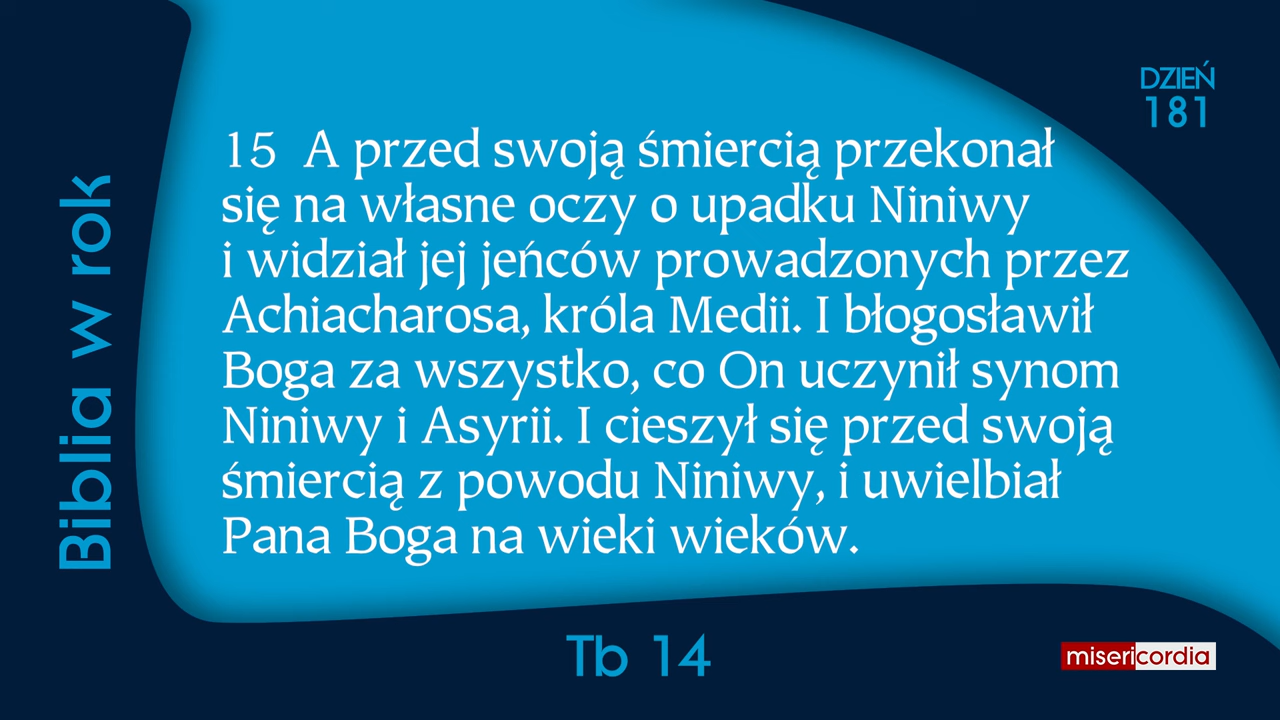 DZIEŃ
181
15 A przed swoją śmiercią przekonał
się na własne oczy o upadku Niniwy
i widział jej jeńców prowadzonych przez
Achiacharosa, króla Medii. I błogosławił
Boga za wszystko, co On uczynił synom
Niniwy i Asyrii. I cieszył się przed swoją
śmiercią z powodu Niniwy, i uwielbiał
Pana Boga na wieki wieków.
Biblia w rok
Tb 14
misericordia